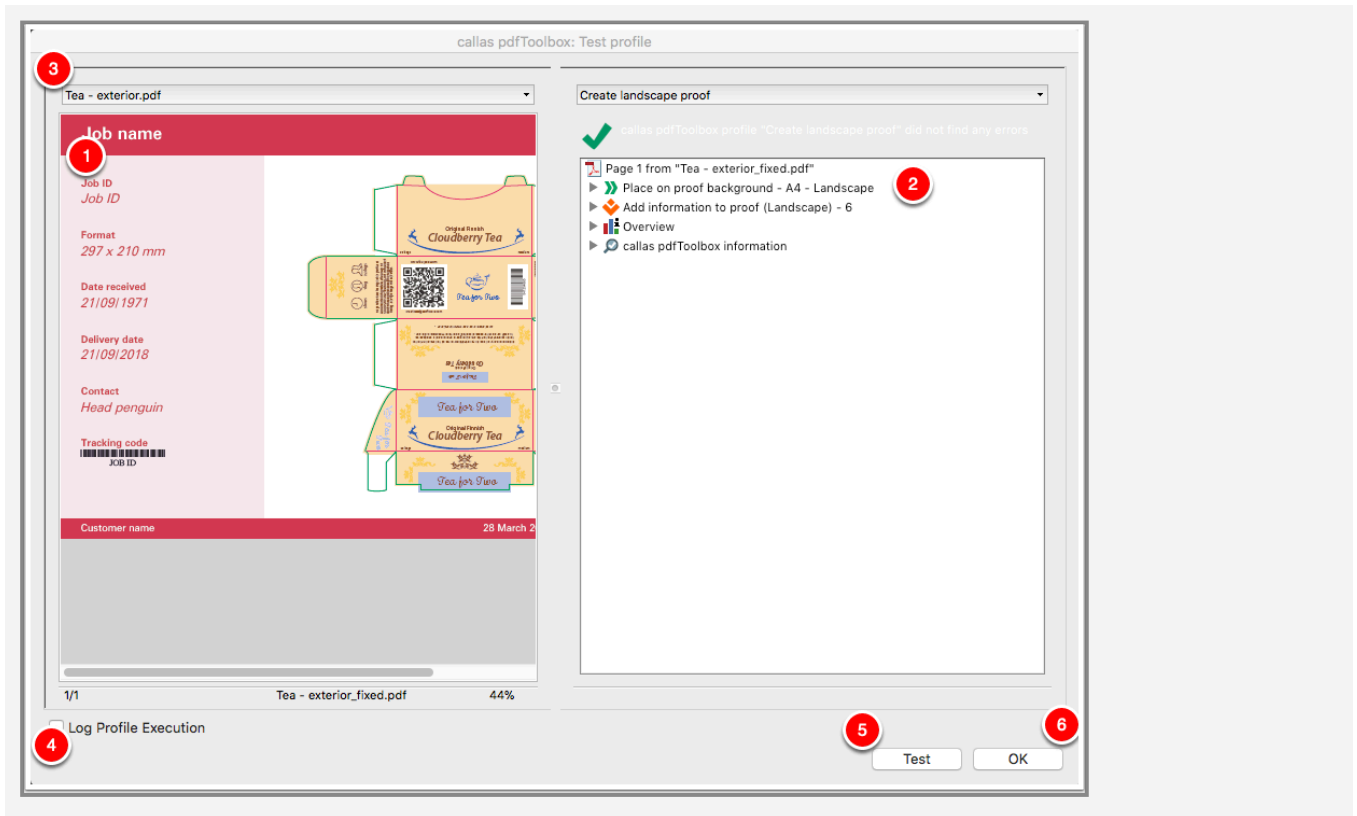 callas pdfToolbox: Test profile
3
Tea - exterior.pdf
Create landscape proof
Job name
1
Job ID
Job ID
Format
297 x 210 mm
Date received
21|09|1971
Delivery date
21|09|2018
Contact
Head penguin
Tracking code
JOB ID
Original Finnish
Cloudberry Tea
Tea for Two
Cloudberry Tea
Tea for Two
Tea for Two
Original Finnish
Cloudberry Tea
Tea for Two
Customer name
28 March 2
callas pdfToolbox profile "Create landscape proof" did not find any errors
Page 1 from "Tea - exterior_fixed.pdf"
2
Place on proof background - A4 - Landscape
Add information to proof (Landscape) - 6
Overview
callas pdfToolbox information
1/1
Tea - exterior_fixed.pdf
44%
Log Profile Execution
4
5
6
Test
OK